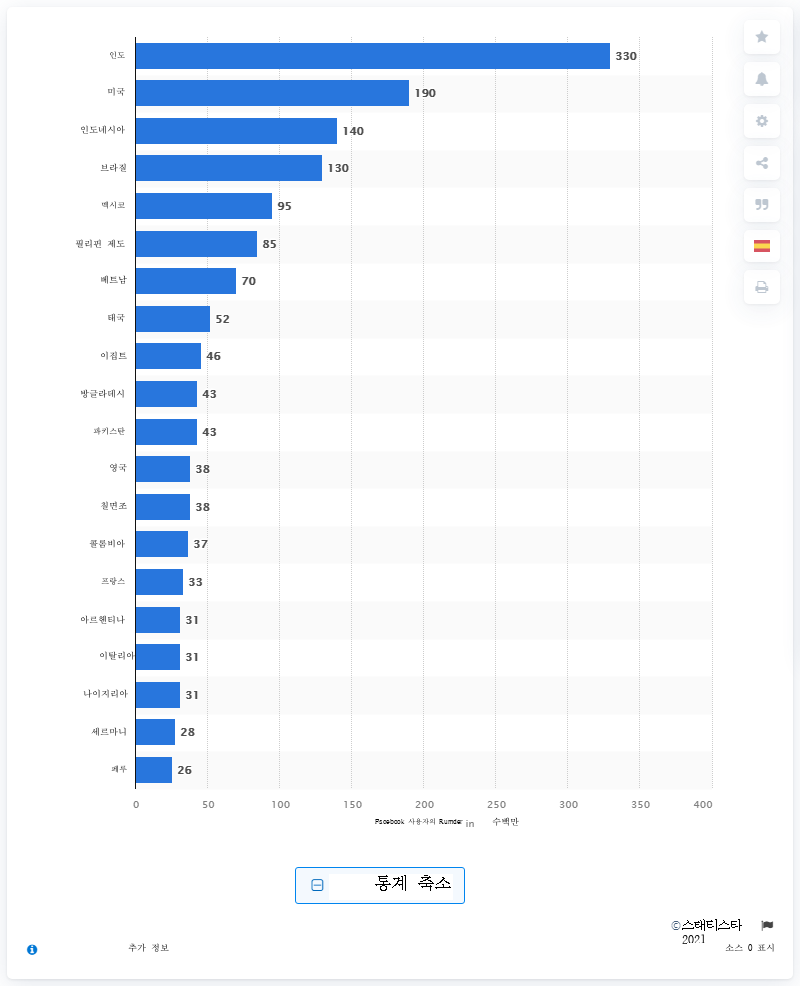 인도 330
미국 190
인도네시아 140
브라질 130
멕시코 95
필리핀 제도 85
베트남 70
태국 52
이집트 46
방글라데시 43
파키스탄 43
영국 38
칠면조 38
콜롬비아 37
프랑스 33
아르헨티나 31
이탈리아 31
나이지리아 31
세르마니 28
페루 26
0 50 100 150 200 250 300 350 400
Pacebook 사용자의 Rumder in 수백만
통계 축소
©스태티스타
2021
추가 정보
소스 0 표시